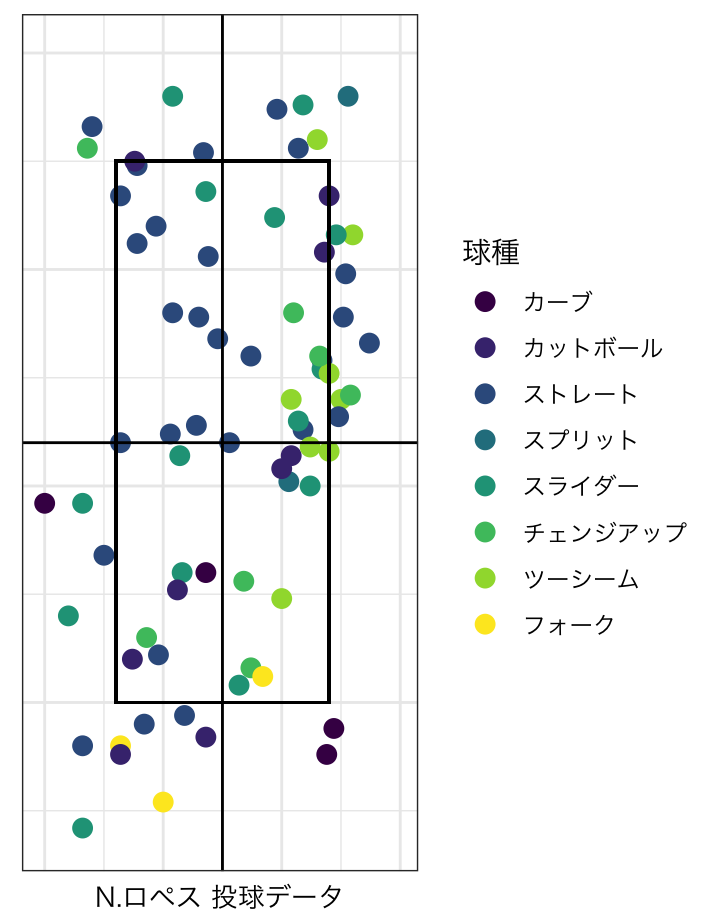 球種
カーブ
カットボール
ストレート
スプリット
スライダー
チェンジアップ
ツーシーム
フォーク
N.ロペス 投球データ